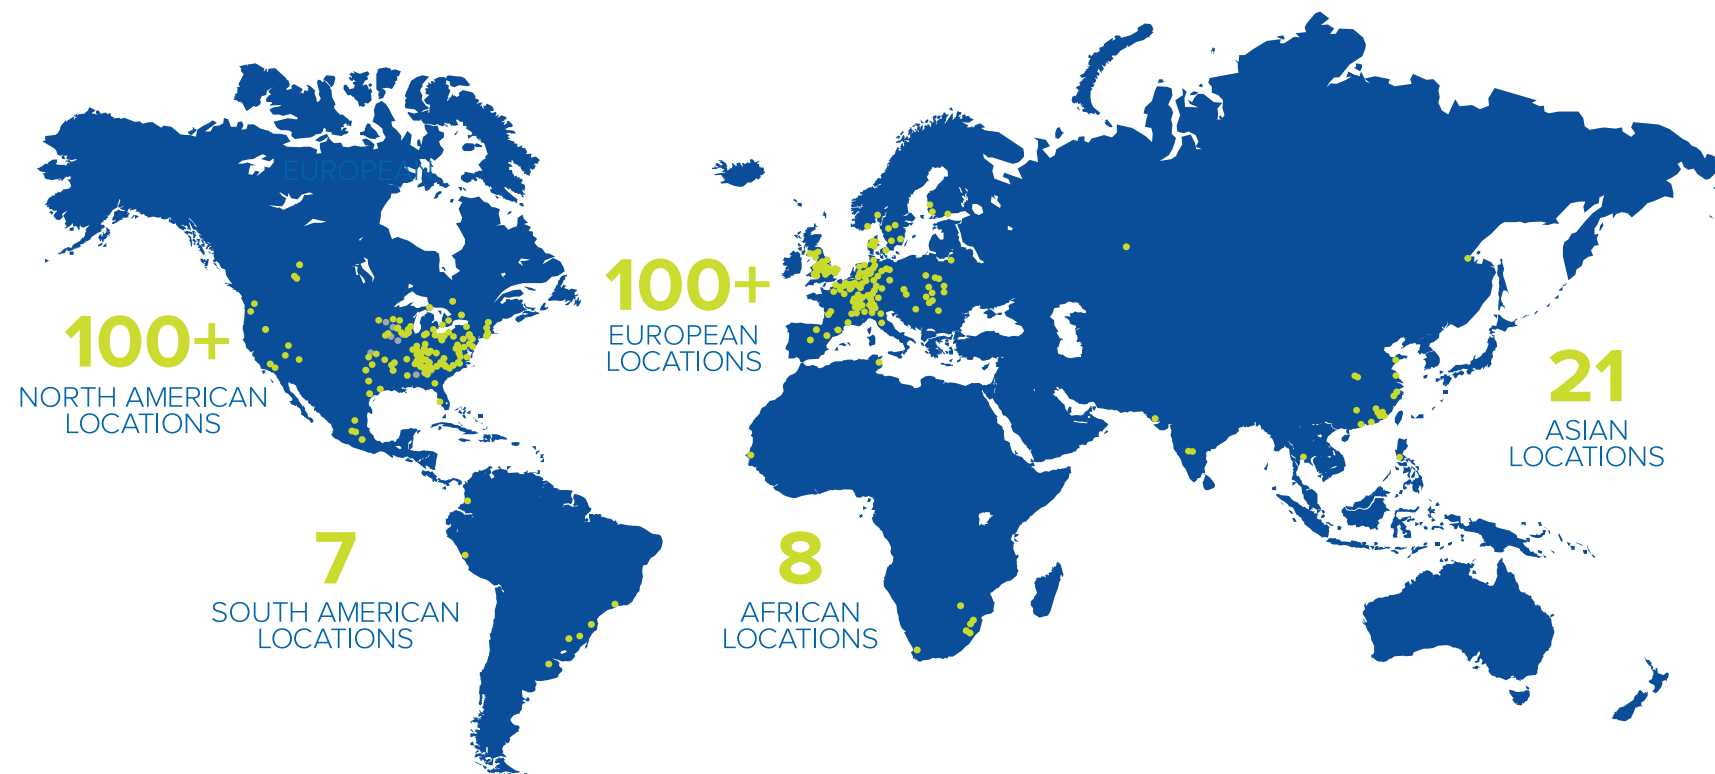 EUROPEAN
100+
NORTH AMERICAN
LOCATIONS
100+
EUROPEAN
LOCATIONS
21
ASIAN
LOCATIONS
7
SOUTH AMERICAN
LOCATIONS
8
AFRICAN
LOCATIONS